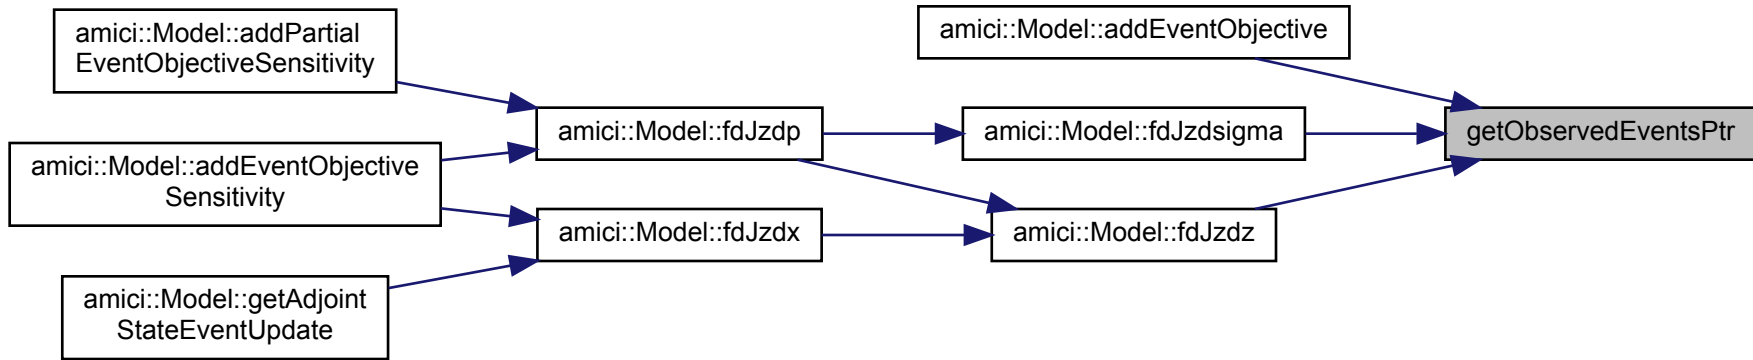 amici::Model::addPartial
EventObjectiveSensitivity
amici::Model::addEventObjective
Sensitivity
amici::Model::getAdjoint
StateEventUpdate
amici::Model::fdJzdp
amici::Model::fdJzdx
amici::Model::addEventObjective
amici::Model::fdJzdsigma
amici::Model::fdJzdz
getObservedEventsPtr